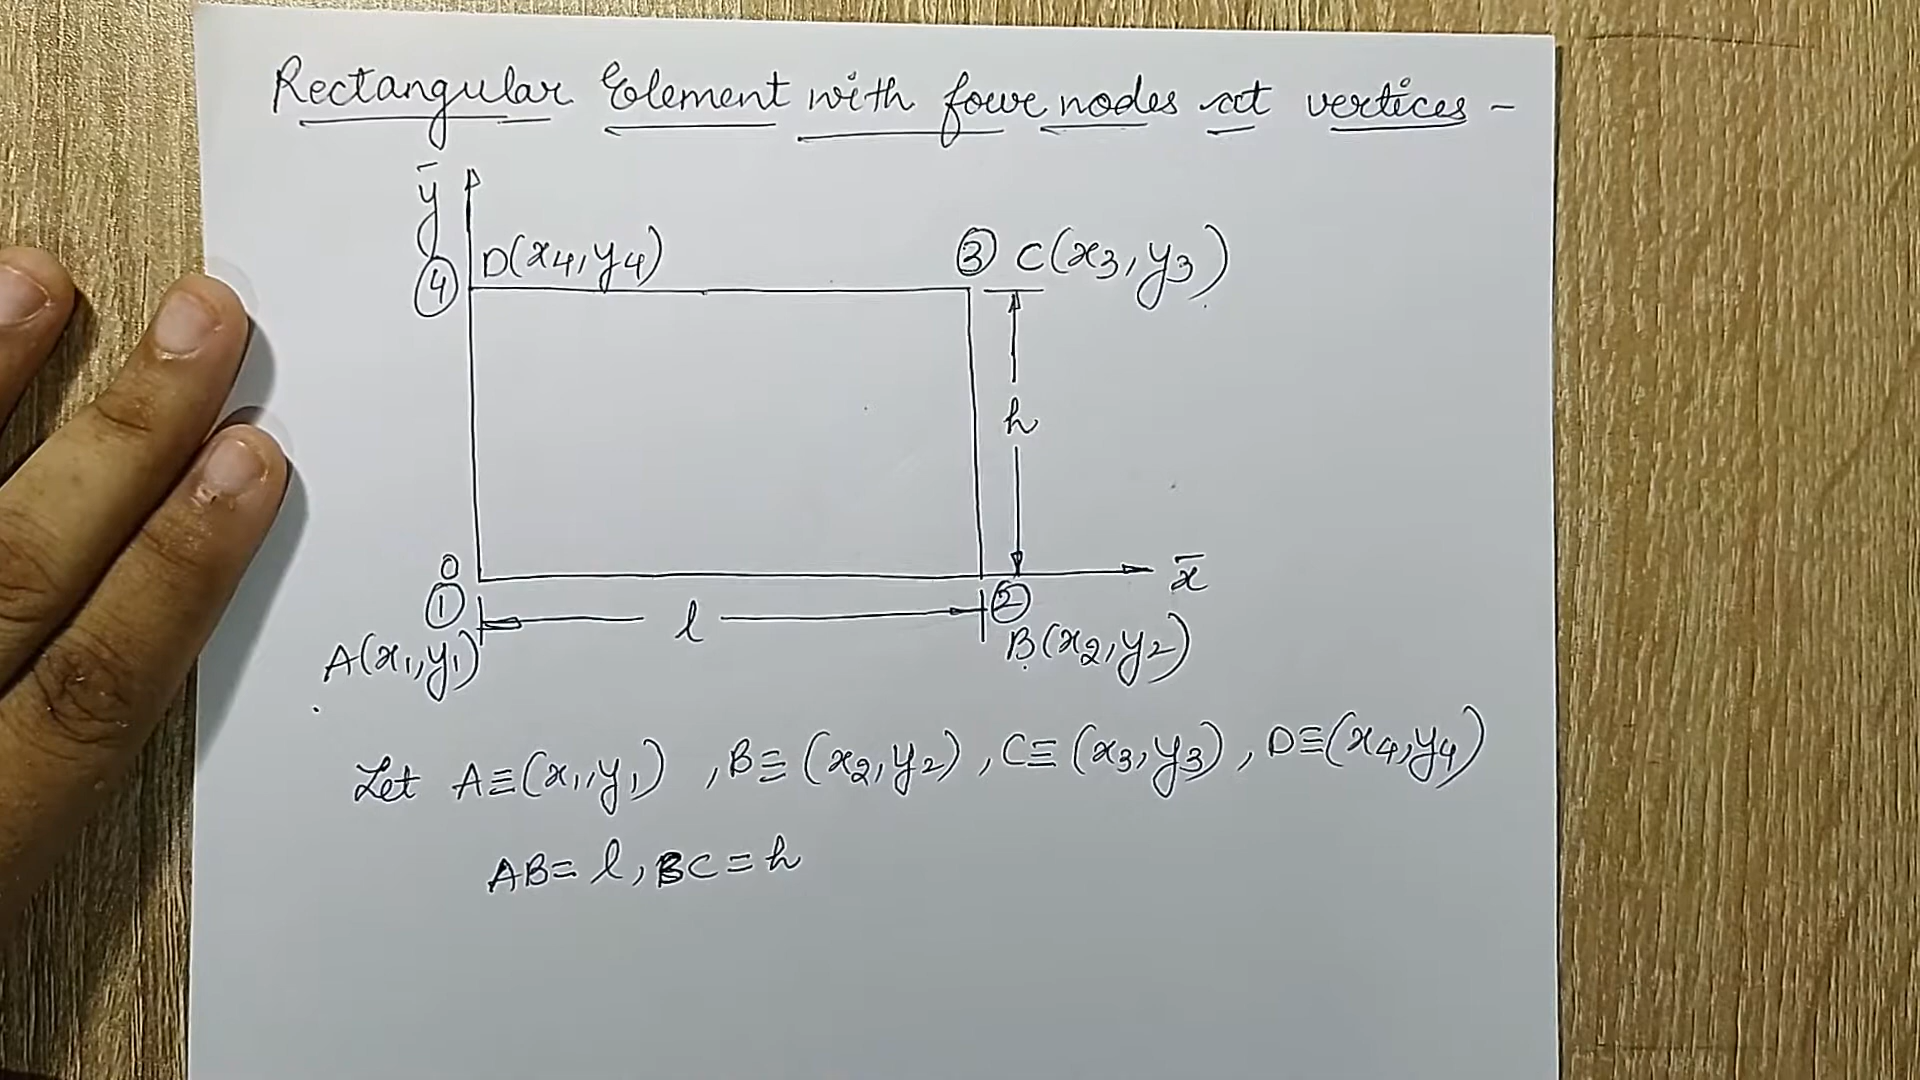 Rectangular Element with four nodes at vertices -
ȳ
④ D(x4, y4) ③ C(x3, y3)
h
0 x̄
① l ②
A(x1, y1) B(x2, y2)
Let A≡(x1, y1), B≡(x2, y2), C≡(x3, y3), D≡(x4, y4)
AB = l, BC = h